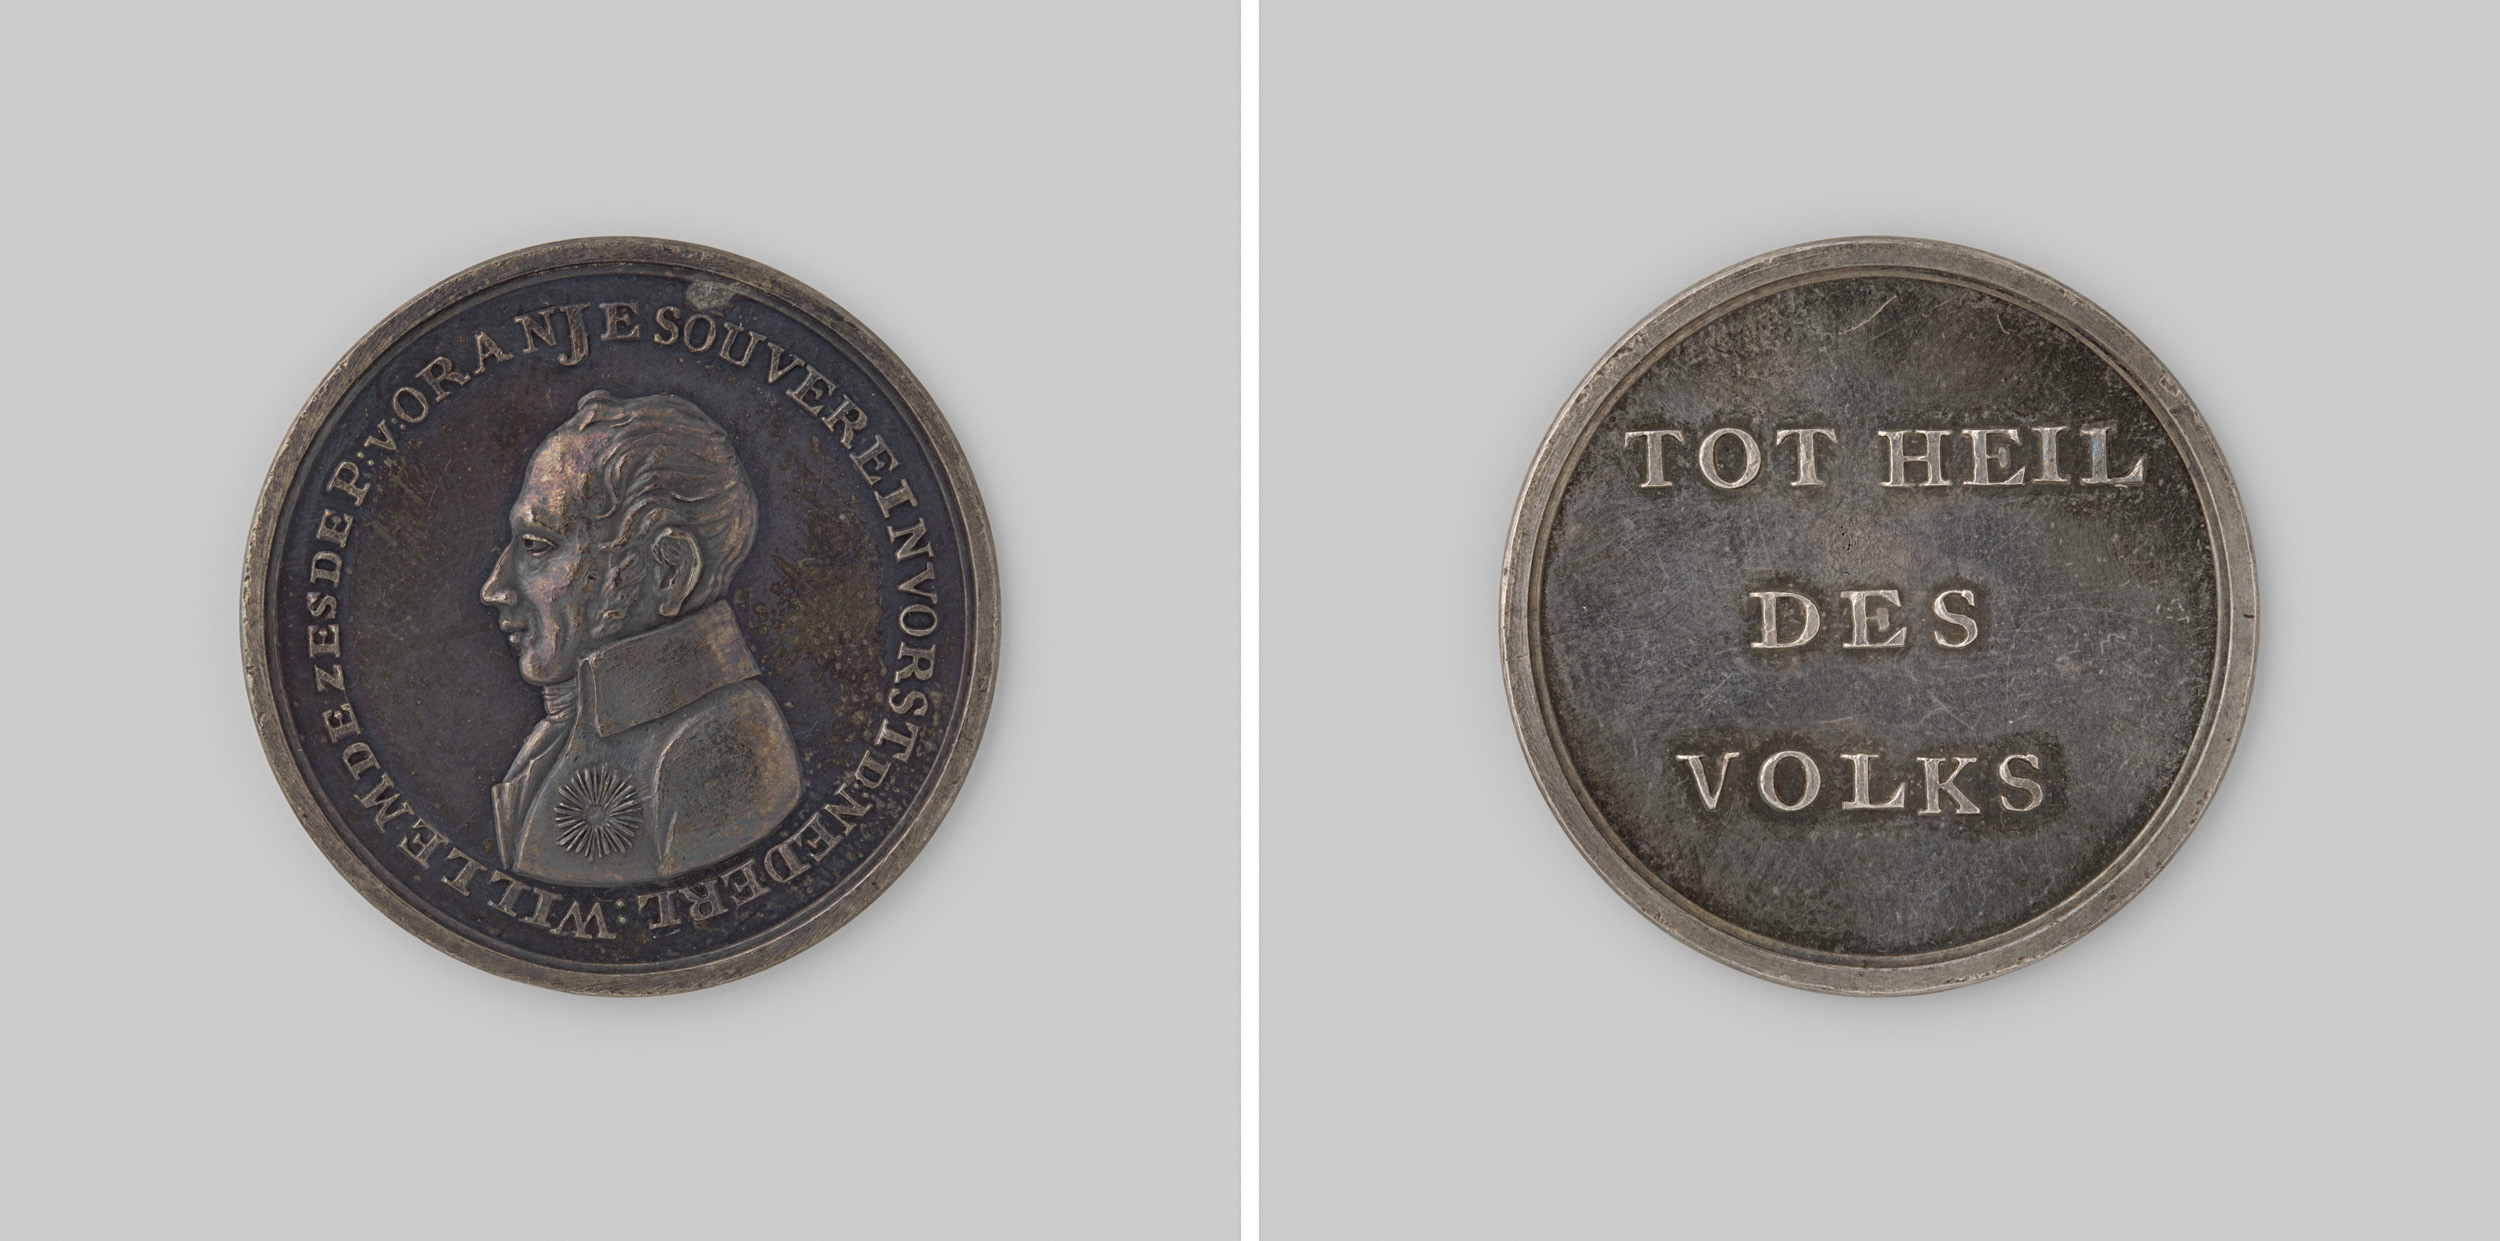 WILLEM DE ZESDE P: V: ORANJE SOUVEREIN VORST D: NEDERL:
TOT HEIL
DES
VOLKS